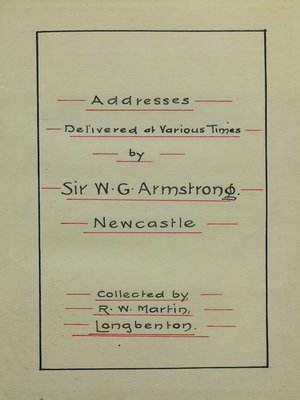 Addresses
Delivered at Various Times
by
Sir W. G. Armstrong.
Newcastle
Collected by
R. W. Martin,
Longbenton.